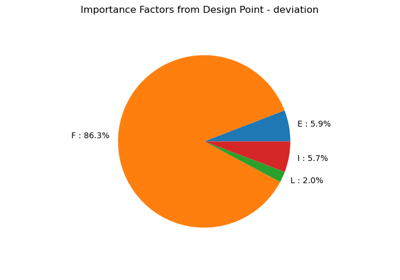 Importance Factors from Design Point - deviation
E : 5.9%
F : 86.3%
I : 5.7%
L : 2.0%